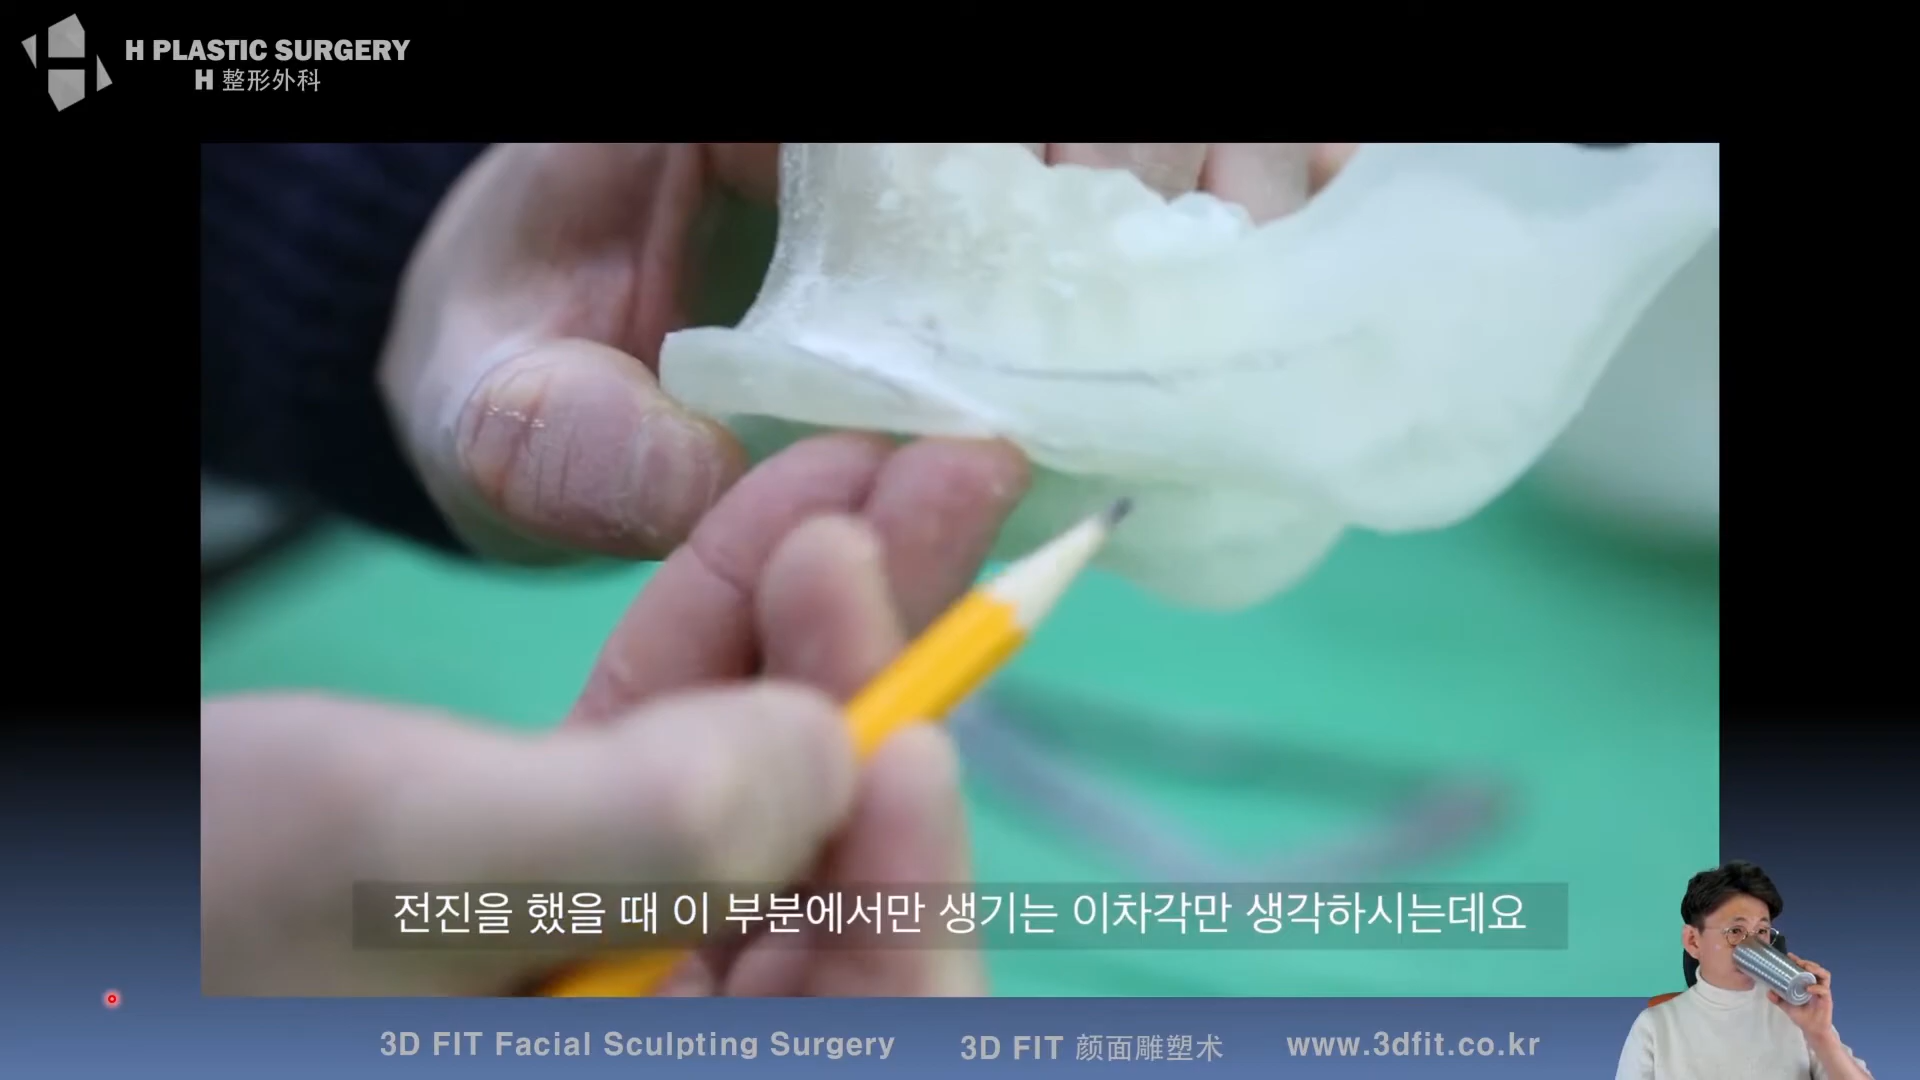 H PLASTIC SURGERY
H 整形外科
전진을 했을 때 이 부분에서만 생기는 이차각만 생각하시는데요
3D FIT Facial Sculpting Surgery 3D FIT 颜面雕塑术 www.3dfit.co.kr